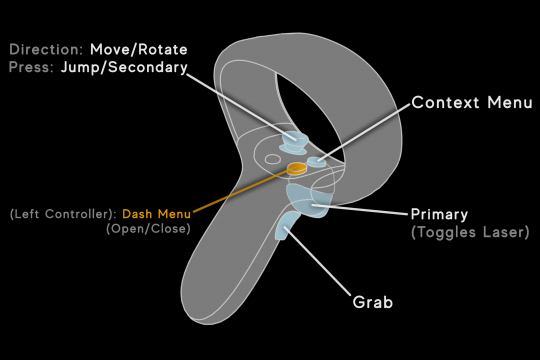 Direction: Move/Rotate
Press: Jump/Secondary
Context Menu
(Left Controller): Dash Menu
(Open/Close)
Primary
(Toggles Laser)
Grab